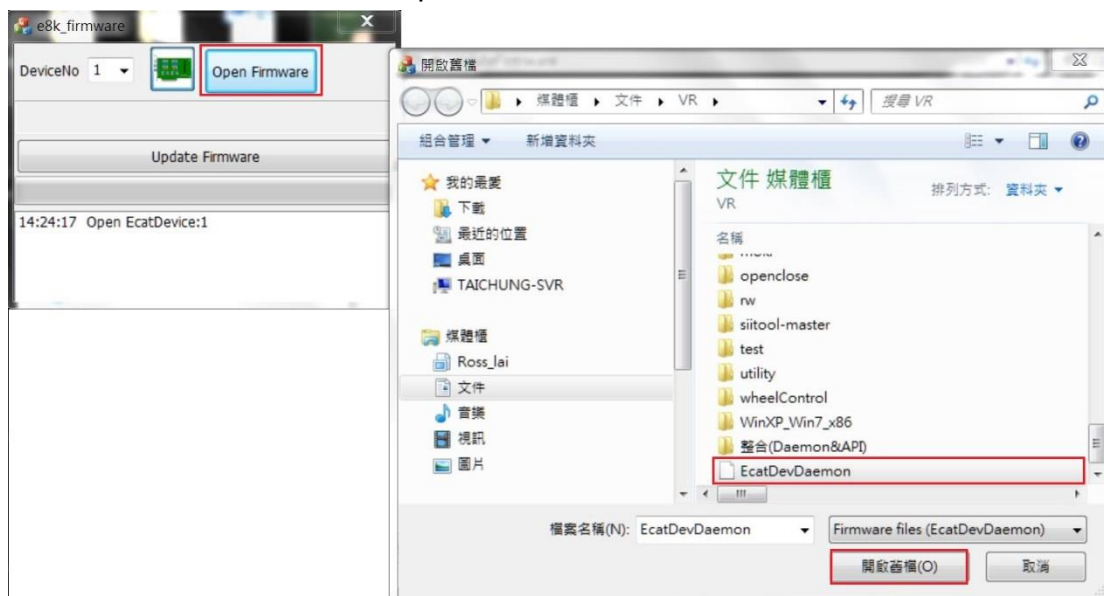 e8k_firmware
X
DeviceNo 1
Open Firmware
Update Firmware
14:24:17 Open EcatDevice:1
開啟舊檔
媒體櫃 ▸ 文件 ▸ VR ▸
搜尋 VR
組合管理 ▼ 新增資料夾
我的最愛
下載
最近的位置
桌面
TAICHUNG-SVR
媒體櫃
Ross_lai
文件
音樂
視訊
圖片
文件 媒體櫃
VR
排列方式: 資料夾 ▼
名稱
openclose
rw
siitool-master
test
utility
wheelControl
WinXP_Win7_x86
整合(Daemon&API)
EcatDevDaemon
檔案名稱(N): EcatDevDaemon
Firmware files (EcatDevDaemon)
開啟舊檔(O)
取消